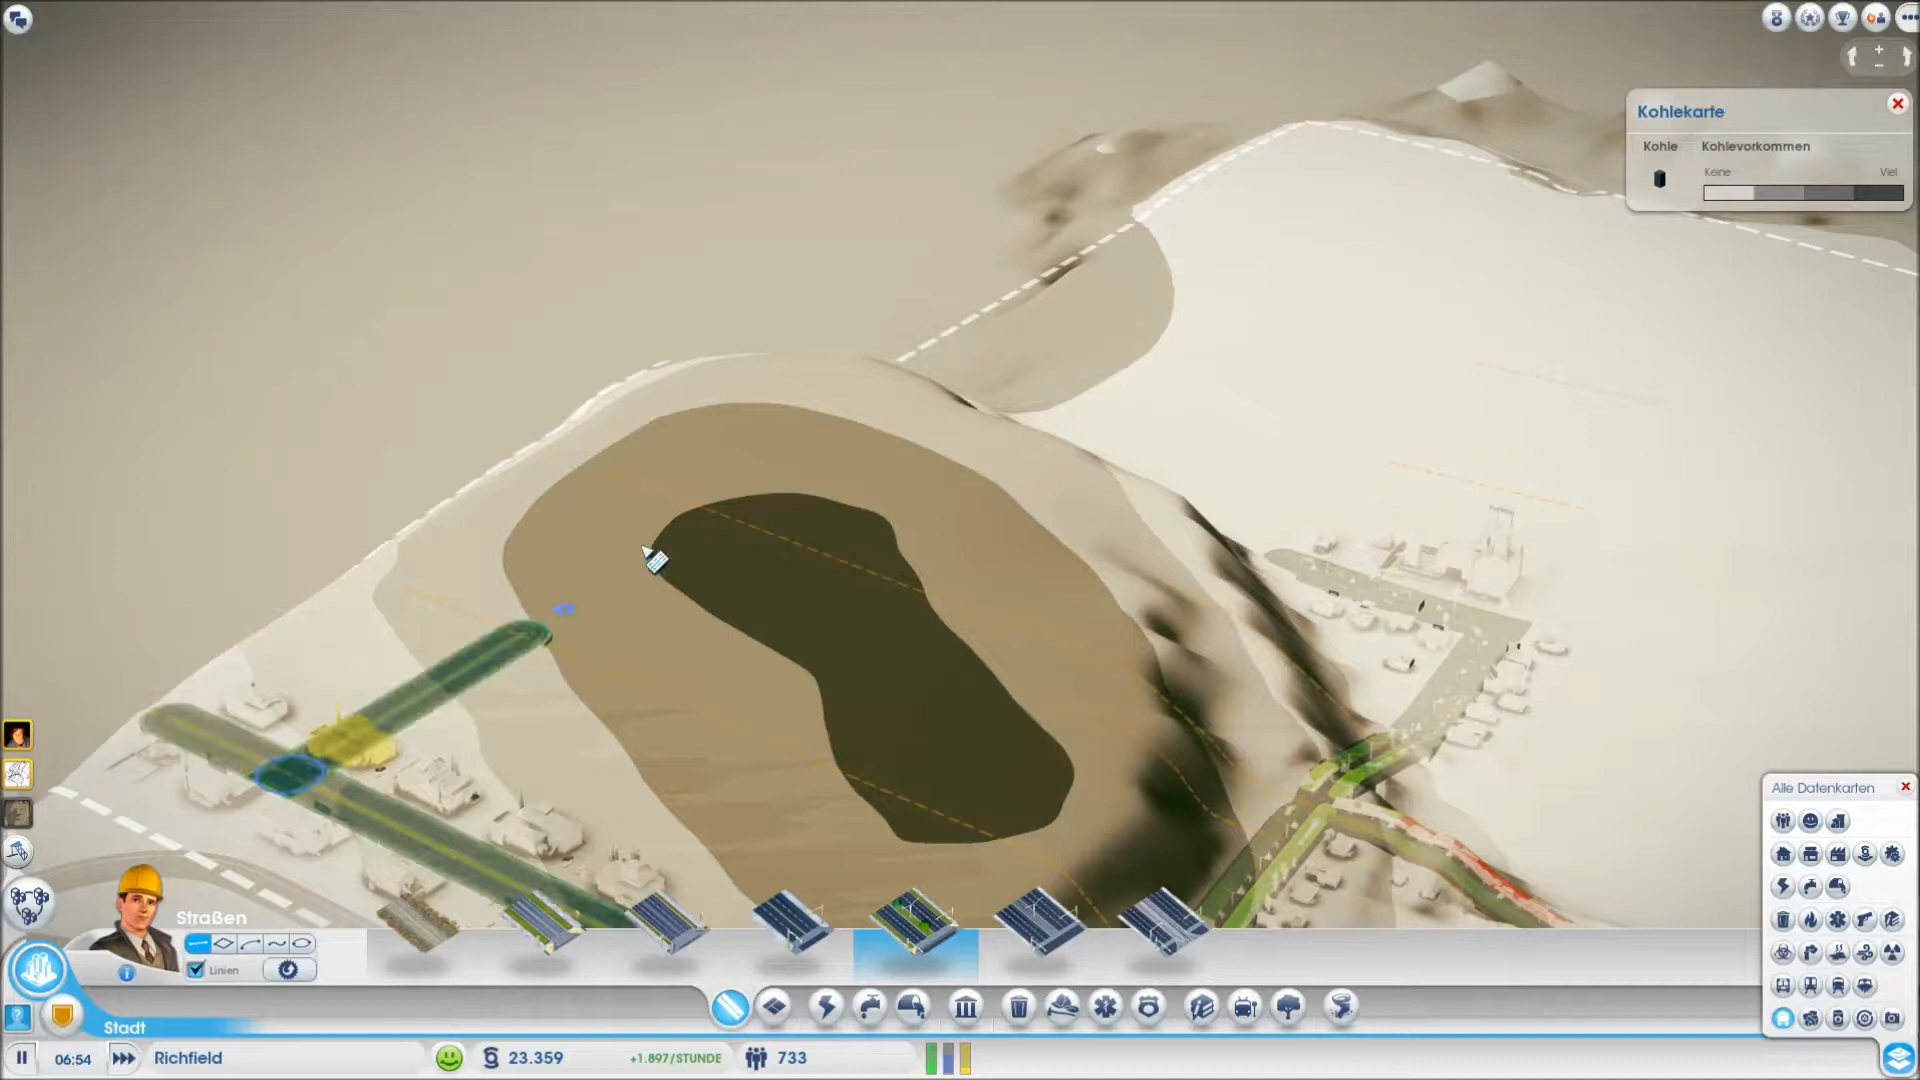 Kohlekarte
Kohle Kohlevorkommen
Keine Viel
Alle Datenkarten
Straßen
Linien
Stadt
06:54 Richfield 23.359 +1.897/STUNDE 733